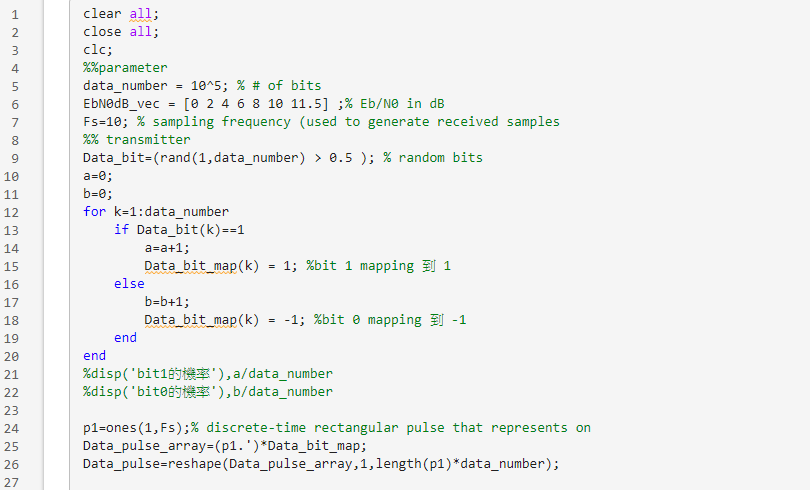 1 clear all;
2 close all;
3 clc;
4 %%parameter
5 data_number = 10^5; % # of bits
6 EbN0dB_vec = [0 2 4 6 8 10 11.5] ;% Eb/N0 in dB
7 Fs=10; % sampling frequency (used to generate received samples
8 %% transmitter
9 Data_bit=(rand(1,data_number) > 0.5 ); % random bits
10 a=0;
11 b=0;
12 for k=1:data_number
13 if Data_bit(k)==1
14 a=a+1;
15 Data_bit_map(k) = 1; %bit 1 mapping 到 1
16 else
17 b=b+1;
18 Data_bit_map(k) = -1; %bit 0 mapping 到 -1
19 end
20 end
21 %disp('bit1的機率'),a/data_number
22 %disp('bit0的機率'),b/data_number
23
24 p1=ones(1,Fs);% discrete-time rectangular pulse that represents on
25 Data_pulse_array=(p1.')*Data_bit_map;
26 Data_pulse=reshape(Data_pulse_array,1,length(p1)*data_number);
27